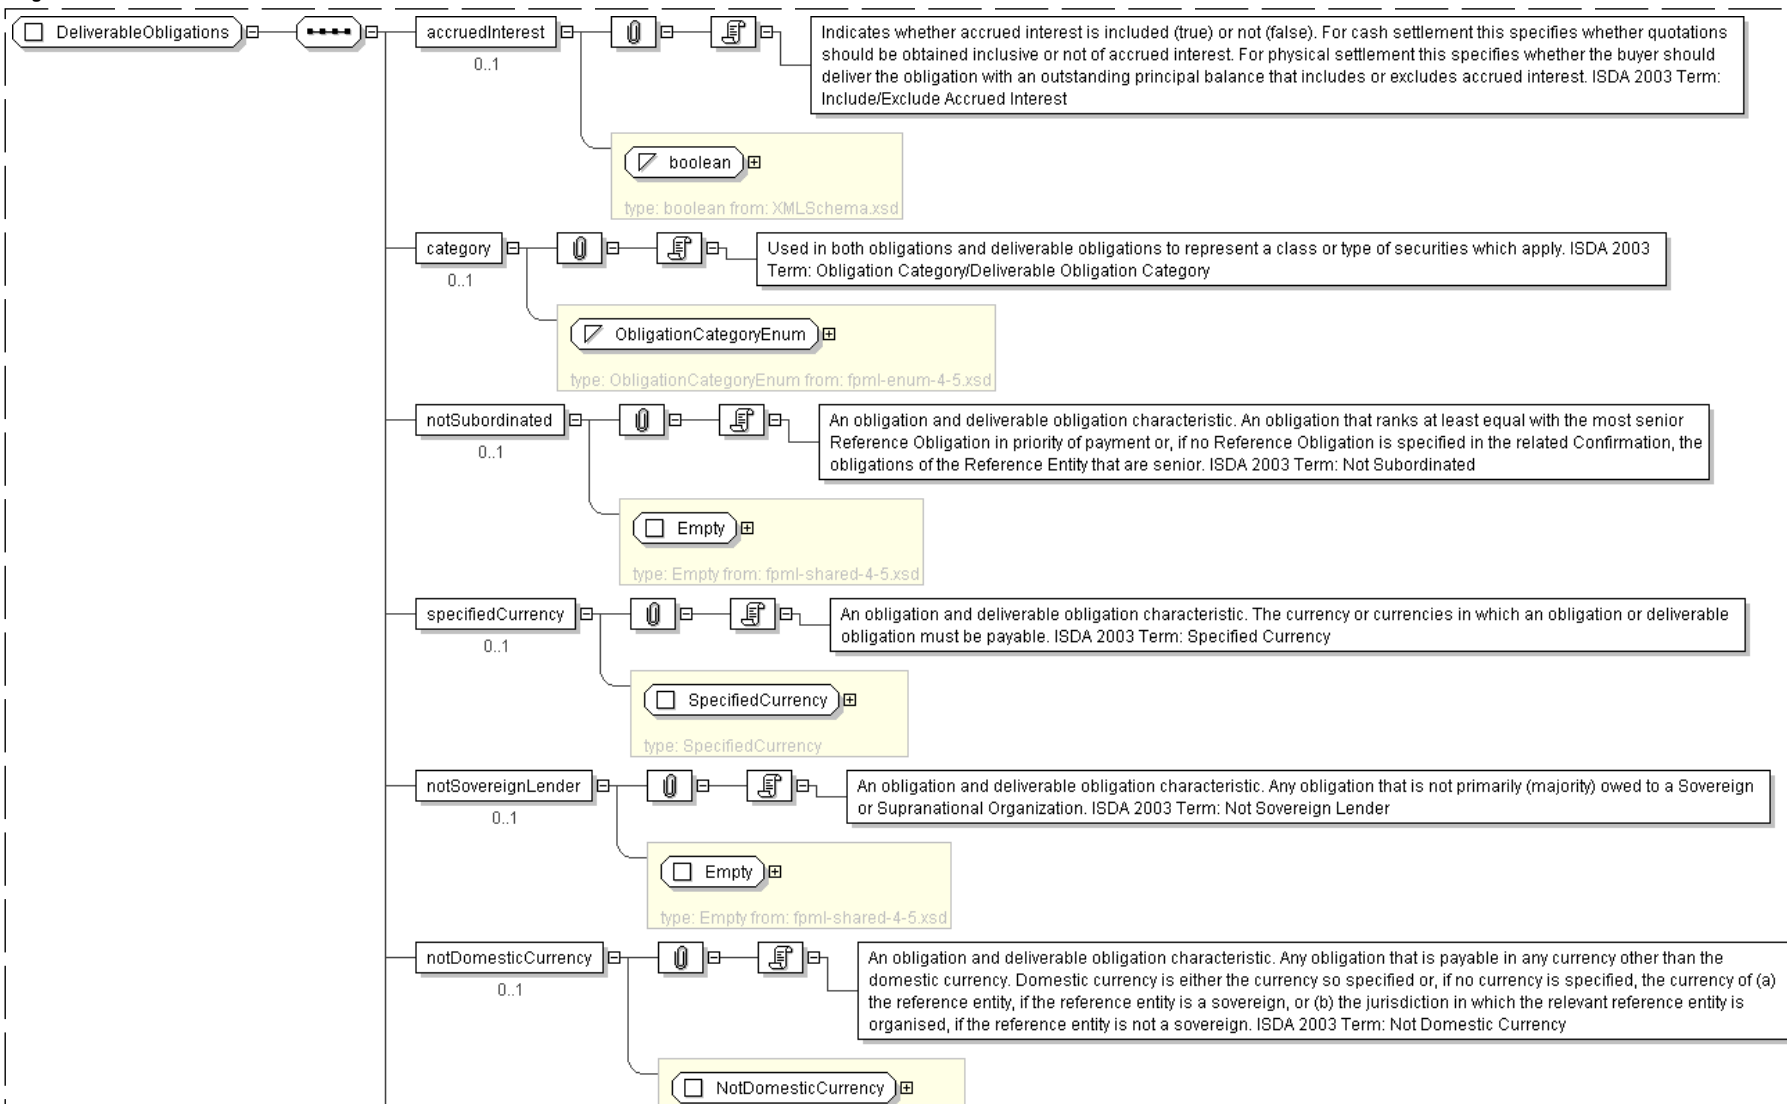 DeliverableObligations
accruedInterest
0..1
Indicates whether accrued interest is included (true) or not (false). For cash settlement this specifies whether quotations
should be obtained inclusive or not of accrued interest. For physical settlement this specifies whether the buyer should
deliver the obligation with an outstanding principal balance that includes or excludes accrued interest. ISDA 2003 Term:
Include/Exclude Accrued Interest
boolean
type: boolean from: XMLSchema.xsd
category
0..1
Used in both obligations and deliverable obligations to represent a class or type of securities which apply. ISDA 2003
Term: Obligation Category/Deliverable Obligation Category
ObligationCategoryEnum
type: ObligationCategoryEnum from: fpml-enum-4-5.xsd
notSubordinated
0..1
An obligation and deliverable obligation characteristic. An obligation that ranks at least equal with the most senior
Reference Obligation in priority of payment or, if no Reference Obligation is specified in the related Confirmation, the
obligations of the Reference Entity that are senior. ISDA 2003 Term: Not Subordinated
Empty
type: Empty from: fpml-shared-4-5.xsd
specifiedCurrency
0..1
An obligation and deliverable obligation characteristic. The currency or currencies in which an obligation or deliverable
obligation must be payable. ISDA 2003 Term: Specified Currency
SpecifiedCurrency
type: SpecifiedCurrency
notSovereignLender
0..1
An obligation and deliverable obligation characteristic. Any obligation that is not primarily (majority) owed to a Sovereign
or Supranational Organization. ISDA 2003 Term: Not Sovereign Lender
Empty
type: Empty from: fpml-shared-4-5.xsd
notDomesticCurrency
0..1
An obligation and deliverable obligation characteristic. Any obligation that is payable in any currency other than the
domestic currency. Domestic currency is either the currency so specified or, if no currency is specified, the currency of (a)
the reference entity, if the reference entity is a sovereign, or (b) the jurisdiction in which the relevant reference entity is
organised, if the reference entity is not a sovereign. ISDA 2003 Term: Not Domestic Currency
NotDomesticCurrency